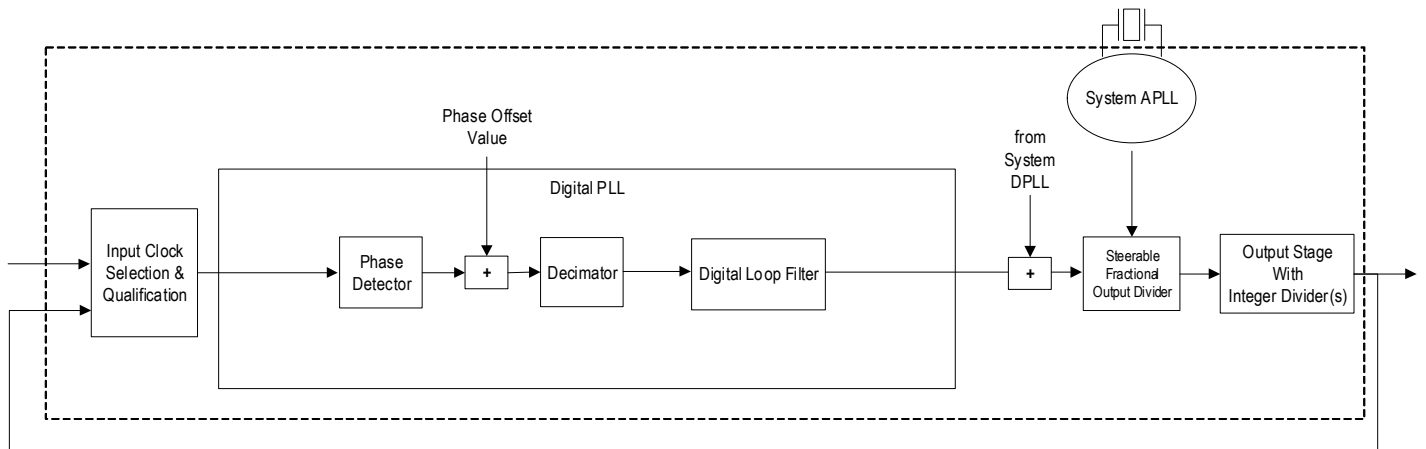 System APLL
Phase Offset
Value
from
System
DPLL
Digital PLL
Input Clock
Selection &
Qualification
Phase
Detector
+
Decimator
Digital Loop Filter
+
Steerable
Fractional
Output Divider
Output Stage
With
Integer Divider(s)